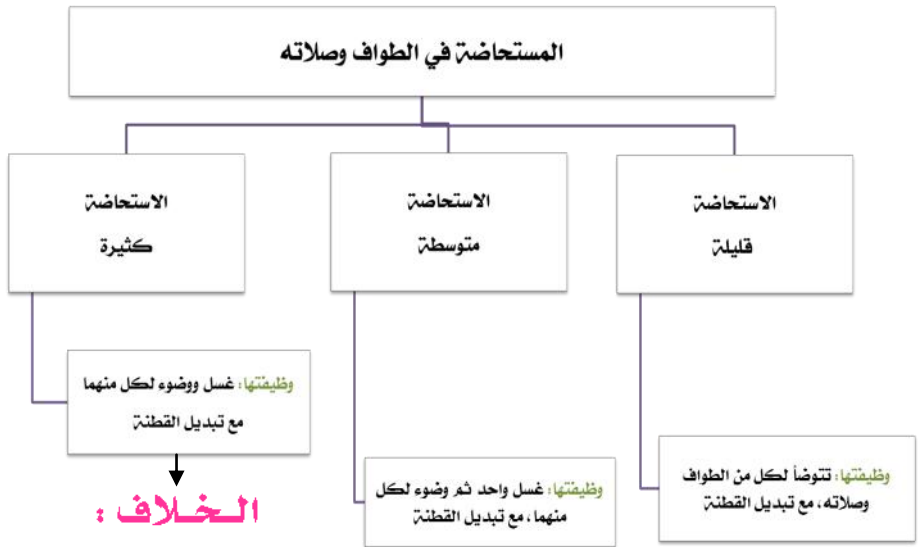 المستحاضة في الطواف وصلاته
الاستحاضة
قليلة
الاستحاضة
متوسطة
الاستحاضة
كثيرة
وظيفتها: تتوضأ لكل من الطواف
وصلاته، مع تبديل القطنة
وظيفتها: غسل واحد ثم وضوء لكل
منهما، مع تبديل القطنة
وظيفتها: غسل ووضوء لكل منهما
مع تبديل القطنة
الـخـلاف :